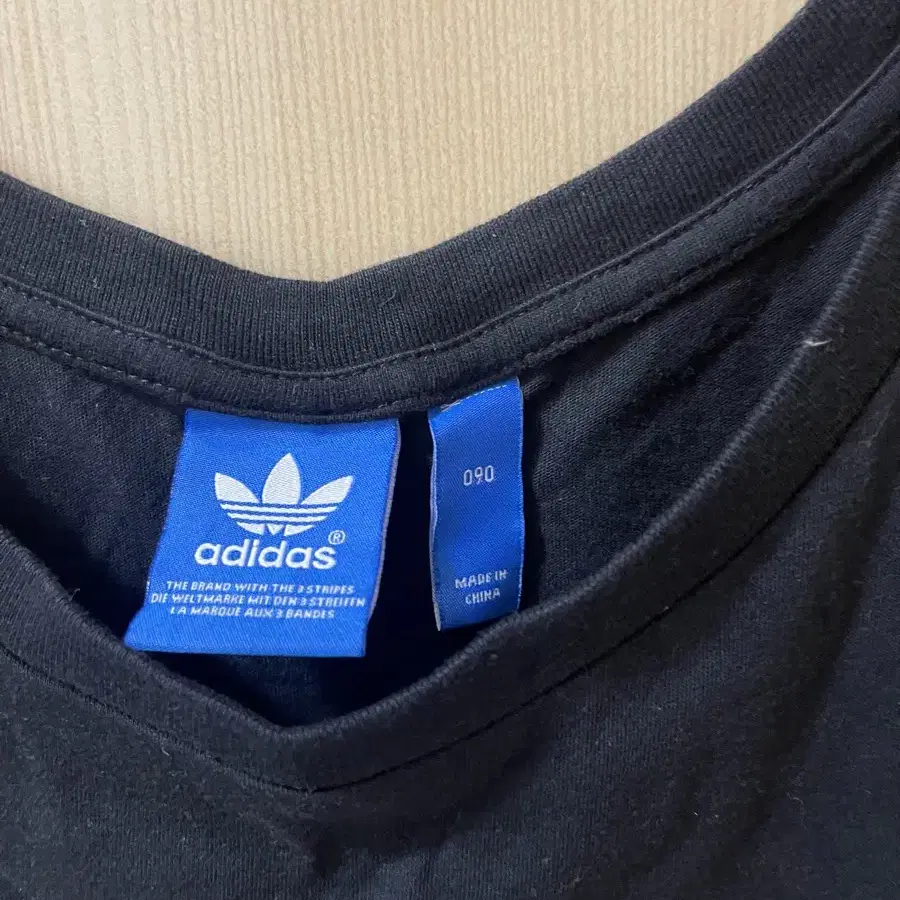 adidas®
THE BRAND WITH THE 3 STRIPES
DIE WELTMARKE MIT DEN 3 STREIFEN
LA MARQUE AUX 3 BANDES
090
MADE IN
CHINA